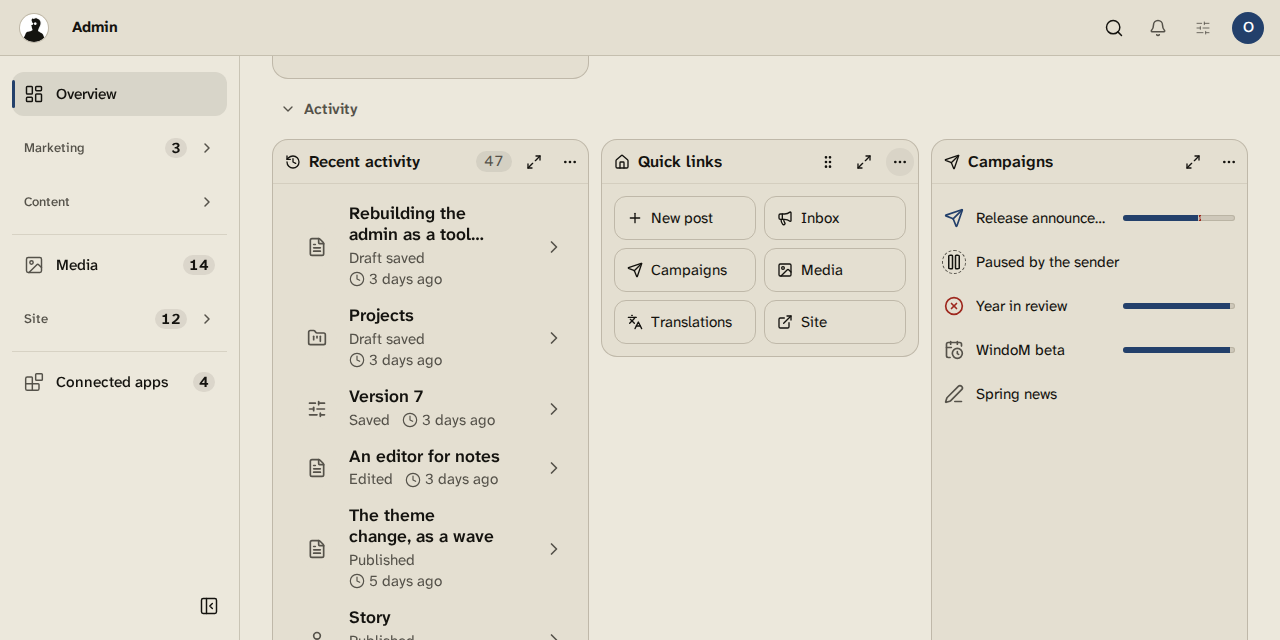 Admin
O
Overview
Marketing
3
Content
Media
14
Site
12
Connected apps
4
Activity
Recent activity
47
Rebuilding the
admin as a tool…
Draft saved
3 days ago
Projects
Draft saved
3 days ago
Version 7
Saved 3 days ago
An editor for notes
Edited 3 days ago
The theme
change, as a wave
Published
5 days ago
Story
Published
Quick links
New post
Inbox
Campaigns
Media
Translations
Site
Campaigns
Release announce…
Paused by the sender
Year in review
WindoM beta
Spring news